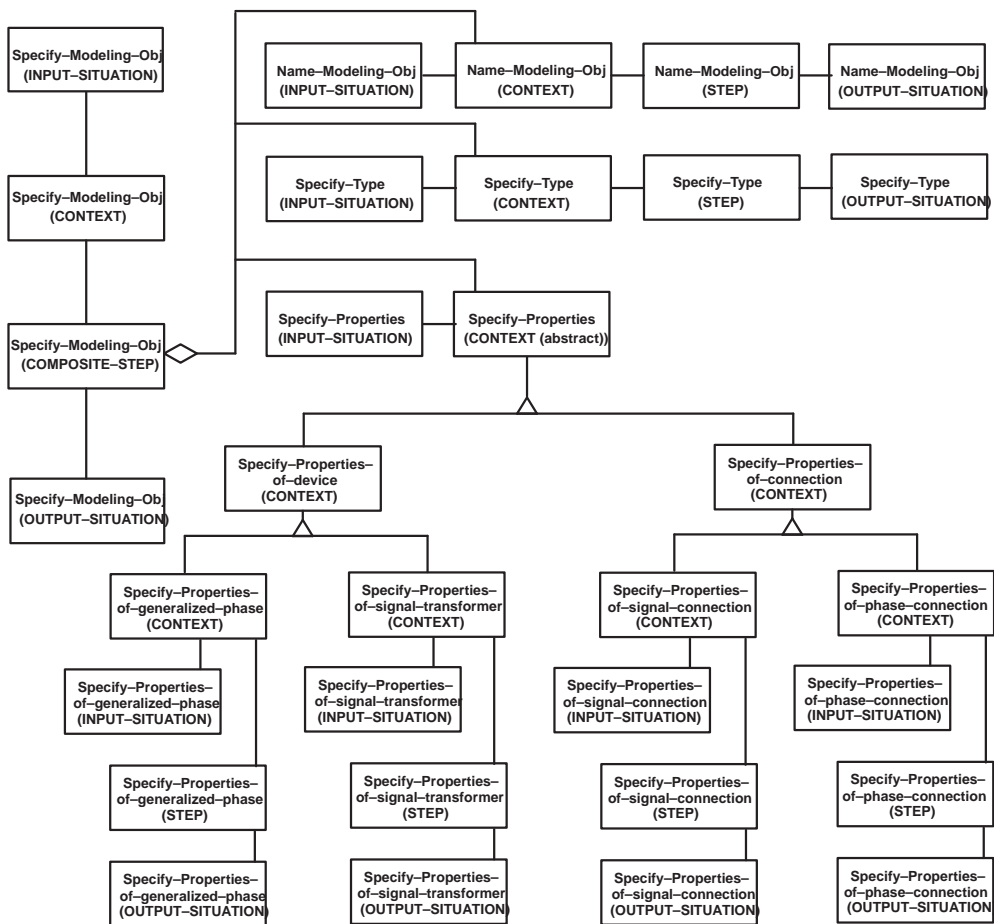 Specify–Modeling–Obj
(INPUT–SITUATION)
Name–Modeling–Obj
(INPUT–SITUATION)
Name–Modeling–Obj
(CONTEXT)
Name–Modeling–Obj
(STEP)
Name–Modeling–Obj
(OUTPUT–SITUATION)
Specify–Modeling–Obj
(CONTEXT)
Specify–Type
(INPUT–SITUATION)
Specify–Type
(CONTEXT)
Specify–Type
(STEP)
Specify–Type
(OUTPUT–SITUATION)
Specify–Modeling–Obj
(COMPOSITE–STEP)
Specify–Properties
(INPUT–SITUATION)
Specify–Properties
(CONTEXT (abstract))
Specify–Modeling–Obj
(OUTPUT–SITUATION)
Specify–Properties–
of–device
(CONTEXT)
Specify–Properties–
of–connection
(CONTEXT)
Specify–Properties–
of–generalized–phase
(CONTEXT)
Specify–Properties–
of–signal–transformer
(CONTEXT)
Specify–Properties–
of–signal–connection
(CONTEXT)
Specify–Properties–
of–phase–connection
(CONTEXT)
Specify–Properties–
of–generalized–phase
(INPUT–SITUATION)
Specify–Properties–
of–signal–transformer
(INPUT–SITUATION)
Specify–Properties–
of–signal–connection
(INPUT–SITUATION)
Specify–Properties–
of–phase–connection
(INPUT–SITUATION)
Specify–Properties–
of–generalized–phase
(STEP)
Specify–Properties–
of–signal–transformer
(STEP)
Specify–Properties–
of–signal–connection
(STEP)
Specify–Properties–
of–phase–connection
(STEP)
Specify–Properties–
of–generalized–phase
(OUTPUT–SITUATION)
Specify–Properties–
of–signal–transformer
(OUTPUT–SITUATION)
Specify–Properties–
of–signal–connection
(OUTPUT–SITUATION)
Specify–Properties–
of–phase–connection
(OUTPUT–SITUATION